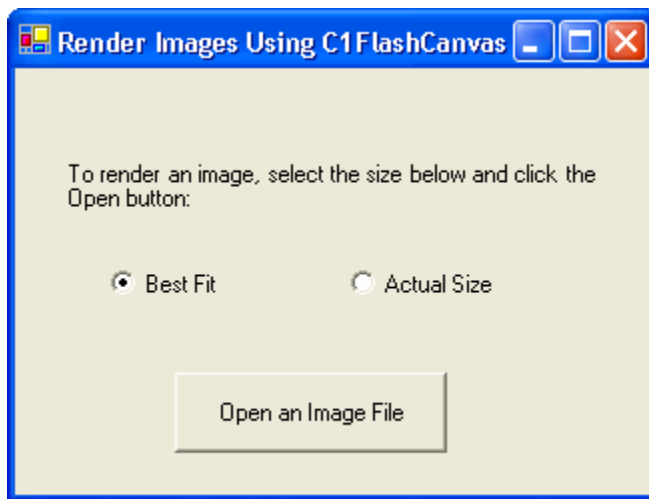 Render Images Using C1FlashCanvas
To render an image, select the size below and click the
Open button:
Best Fit
Actual Size
Open an Image File